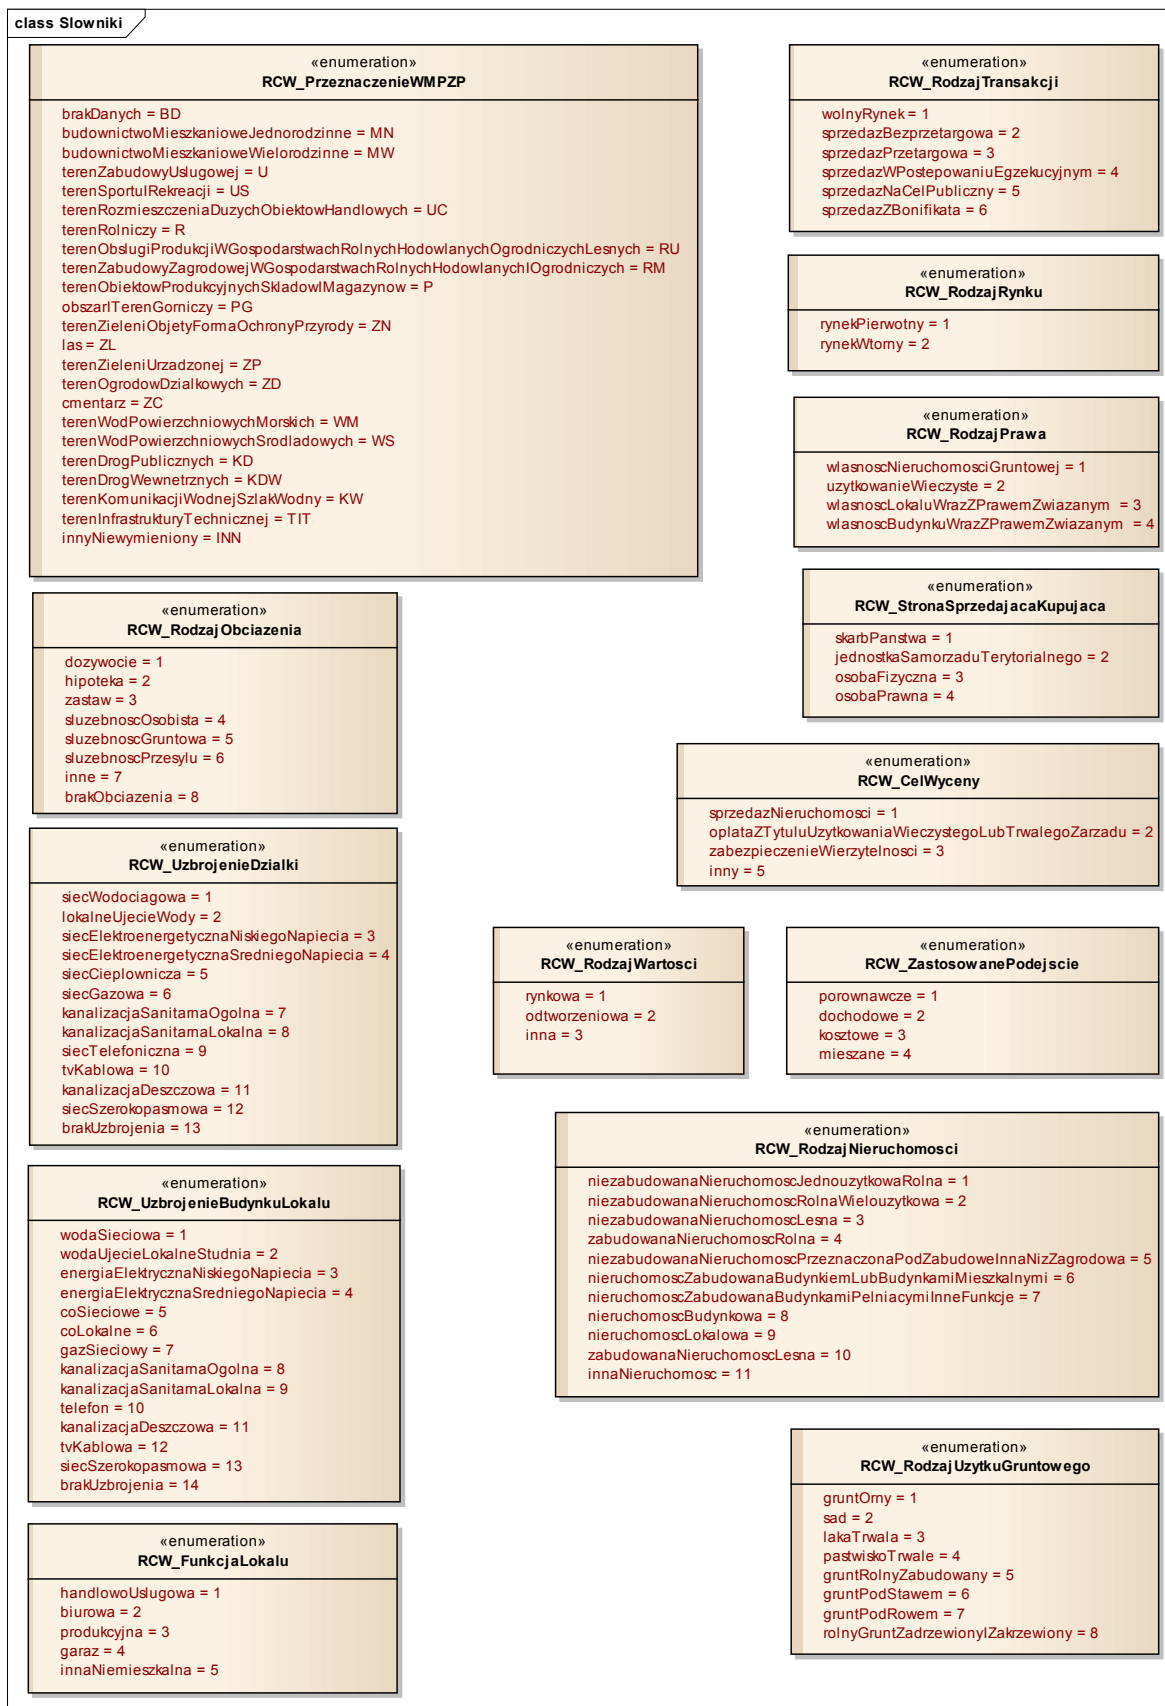 class Slowniki
«enumeration»
RCW_PrzeznaczenieWMPZP
brakDanych = BD
budownictwoMieszkanioweJednorodzinne = MN
budownictwoMieszkanioweWielorodzinne = MW
terenZabudowyUslugowej = U
terenSportuIRekreacji = US
terenRozmieszczeniaDuzychObiektowHandlowych = UC
terenRolniczy = R
terenObslugiProdukcjiWGospodarstwachRolnychHodowlanychOgrodniczychLesnych = RU
terenZabudowyZagrodowejWGospodarstwachRolnychHodowlanychIOgrodniczych = RM
terenObiektowProdukcyjnychSkladowIMagazynow = P
obszarITerenGorniczy = PG
terenZieleniObjetyFormaOchronyPrzyrody = ZN
las = ZL
terenZieleniUrzadzonej = ZP
terenOgrodowDzialkowych = ZD
cmentarz = ZC
terenWodPowierzchniowychMorskich = WM
terenWodPowierzchniowychSrodladowych = WS
terenDrogPublicznych = KD
terenDrogWewnetrznych = KDW
terenKomunikacjiWodnejSzlakWodny = KW
terenInfrastrukturyTechnicznej = TIT
innyNiewymieniony = INN
«enumeration»
RCW_RodzajTransakcji
wolnyRynek = 1
sprzedazBezprzetargowa = 2
sprzedazPrzetargowa = 3
sprzedazWPostepowaniuEgzekucyjnym = 4
sprzedazNaCelPubliczny = 5
sprzedazZBonifikata = 6
«enumeration»
RCW_RodzajRynku
rynekPierwotny = 1
rynekWtorny = 2
«enumeration»
RCW_RodzajPrawa
wlasnoscNieruchomosciGruntowej = 1
uzytkowanieWieczyste = 2
wlasnoscLokaluWrazZPrawemZwiazanym = 3
wlasnoscBudynkuWrazZPrawemZwiazanym = 4
«enumeration»
RCW_StronaSprzedajacaKupujaca
skarbPanstwa = 1
jednostkaSamorzaduTerytorialnego = 2
osobaFizyczna = 3
osobaPrawna = 4
«enumeration»
RCW_RodzajObciazenia
dozywocie = 1
hipoteka = 2
zastaw = 3
sluzebnoscOsobista = 4
sluzebnoscGruntowa = 5
sluzebnoscPrzesylu = 6
inne = 7
brakObciazenia = 8
«enumeration»
RCW_CelWyceny
sprzedazNieruchomosci = 1
oplataZTytuluUzytkowaniaWieczystegoLubTrwalegoZarzadu = 2
zabezpieczenieWierzytelnosci = 3
inny = 5
«enumeration»
RCW_UzbrojenieDzialki
siecWodociagowa = 1
lokalneUjecieWody = 2
siecElektroenergetycznaNiskiegoNapiecia = 3
siecElektroenergetycznaSredniegoNapiecia = 4
siecCieplownicza = 5
siecGazowa = 6
kanalizacjaSanitarnaOgolna = 7
kanalizacjaSanitarnaLokalna = 8
siecTelefoniczna = 9
tvKablowa = 10
kanalizacjaDeszczowa = 11
siecSzerokopasmowa = 12
brakUzbrojenia = 13
«enumeration»
RCW_RodzajWartosci
rynkowa = 1
odtworzeniowa = 2
inna = 3
«enumeration»
RCW_ZastosowanePodejscie
porownawcze = 1
dochodowe = 2
kosztowe = 3
mieszane = 4
«enumeration»
RCW_RodzajNieruchomosci
niezabudowanaNieruchomoscJednouzytkowaRolna = 1
niezabudowanaNieruchomoscRolnaWielouzytkowa = 2
niezabudowanaNieruchomoscLesna = 3
zabudowanaNieruchomoscRolna = 4
niezabudowanaNieruchomoscPrzeznaczonaPodZabudoweInnaNizZagrodowa = 5
nieruchomoscZabudowanaBudynkiemLubBudynkamiMieszkalnymi = 6
nieruchomoscZabudowanaBudynkamiPelniacymiInneFunkcje = 7
nieruchomoscBudynkowa = 8
nieruchomoscLokalowa = 9
zabudowanaNieruchomoscLesna = 10
innaNieruchomosc = 11
«enumeration»
RCW_UzbrojenieBudynkuLokalu
wodaSieciowa = 1
wodaUjecieLokalneStudnia = 2
energiaElektrycznaNiskiegoNapiecia = 3
energiaElektrycznaSredniegoNapiecia = 4
coSieciowe = 5
coLokalne = 6
gazSieciowy = 7
kanalizacjaSanitarnaOgolna = 8
kanalizacjaSanitarnaLokalna = 9
telefon = 10
kanalizacjaDeszczowa = 11
tvKablowa = 12
siecSzerokopasmowa = 13
brakUzbrojenia = 14
«enumeration»
RCW_RodzajUzytkuGruntowego
gruntOrny = 1
sad = 2
lakaTrwala = 3
pastwiskoTrwale = 4
gruntRolnyZabudowany = 5
gruntPodStawem = 6
gruntPodRowem = 7
rolnyGruntZadrzewionyIZakrzewiony = 8
«enumeration»
RCW_FunkcjaLokalu
handlowoUslugowa = 1
biurowa = 2
produkcyjna = 3
garaz = 4
innaNiemieszkalna = 5